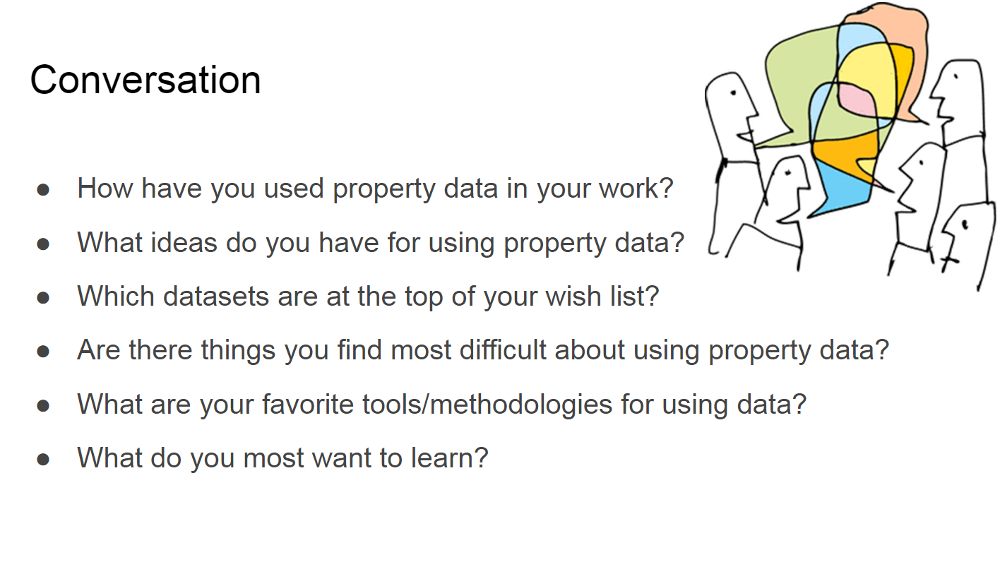 Conversation
● How have you used property data in your work?
● What ideas do you have for using property data?
● Which datasets are at the top of your wish list?
● Are there things you find most difficult about using property data?
● What are your favorite tools/methodologies for using data?
● What do you most want to learn?